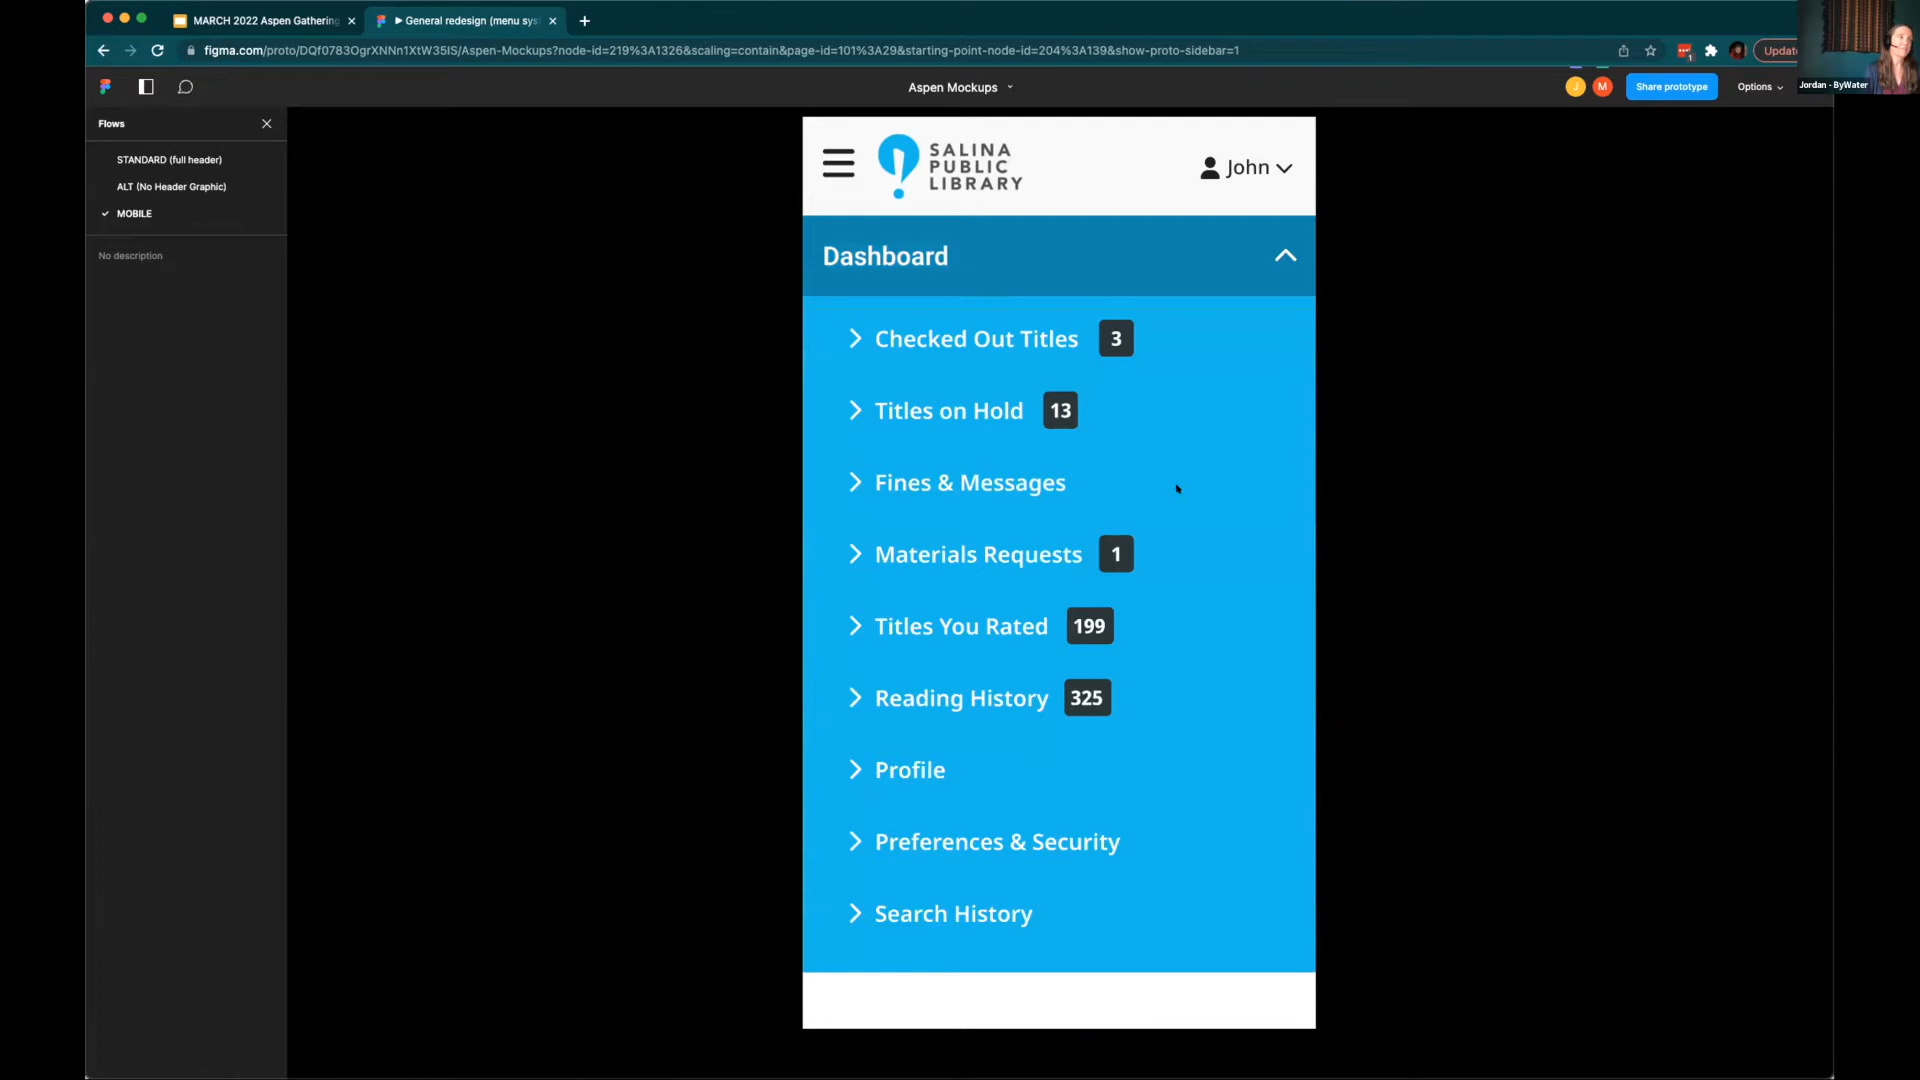 MARCH 2022 Aspen Gathering
General redesign (menu sys
figma.com/proto/DQf0783OgrXNNn1XtW35IS/Aspen-Mockups?node-id=219%3A1326&scaling=contain&page-id=101%3A29&starting-point-node-id=204%3A139&show-proto-sidebar=1
1
Update
Aspen Mockups
J
M
Share prototype
Options
Jordan - ByWater
Flows
STANDARD (full header)
ALT (No Header Graphic)
MOBILE
No description
SALINA
PUBLIC
LIBRARY
John
Dashboard
Checked Out Titles 3
Titles on Hold 13
Fines & Messages
Materials Requests 1
Titles You Rated 199
Reading History 325
Profile
Preferences & Security
Search History